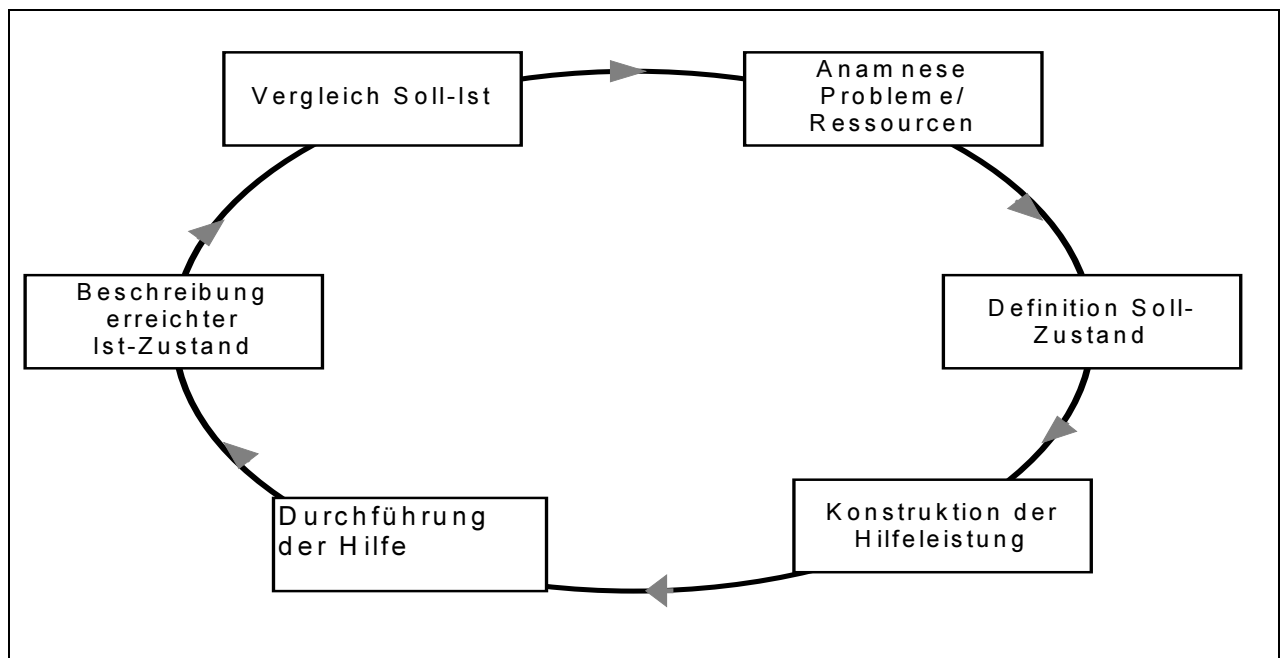 Vergleich Soll-Ist
Anamnese
Probleme/
Ressourcen
Definition Soll-
Zustand
Konstruktion der
Hilfeleistung
Durchführung
der Hilfe
Beschreibung
erreichter
Ist-Zustand